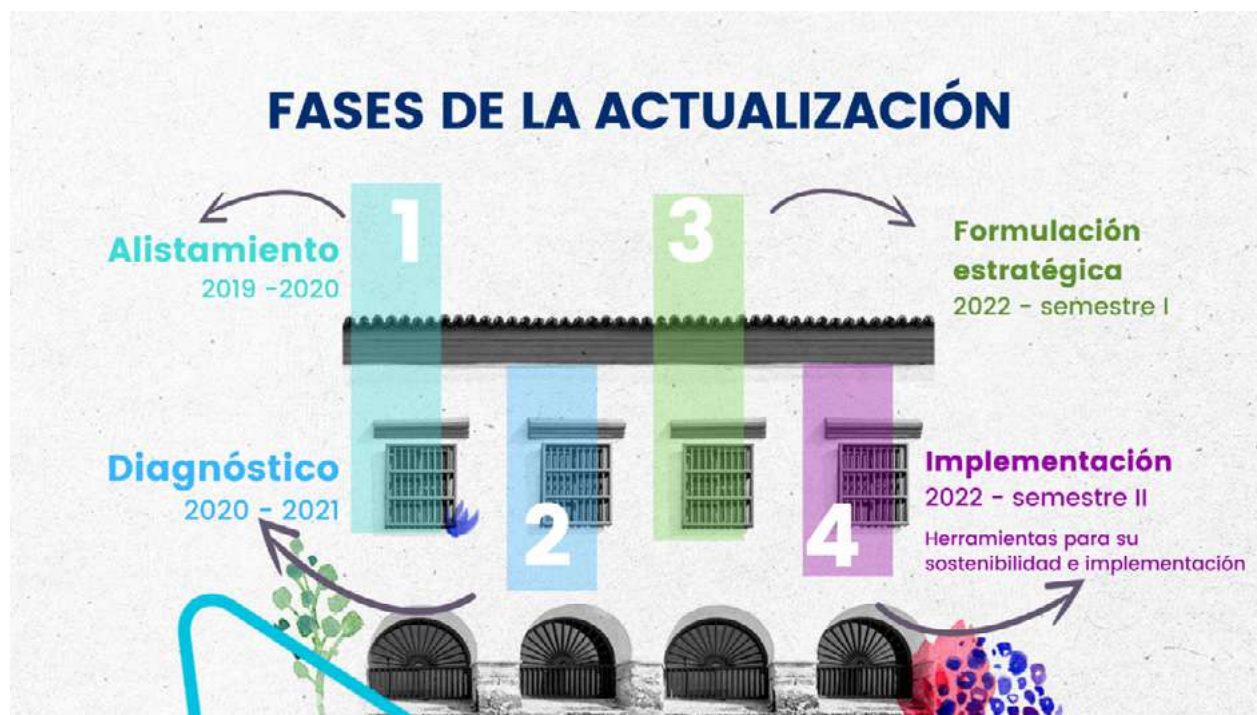 FASES DE LA ACTUALIZACIÓN
1
Alistamiento
2019 -2020
2
Diagnóstico
2020 - 2021
3
Formulación
estratégica
2022 - semestre I
4
Implementación
2022 - semestre II
Herramientas para su
sostenibilidad e implementación